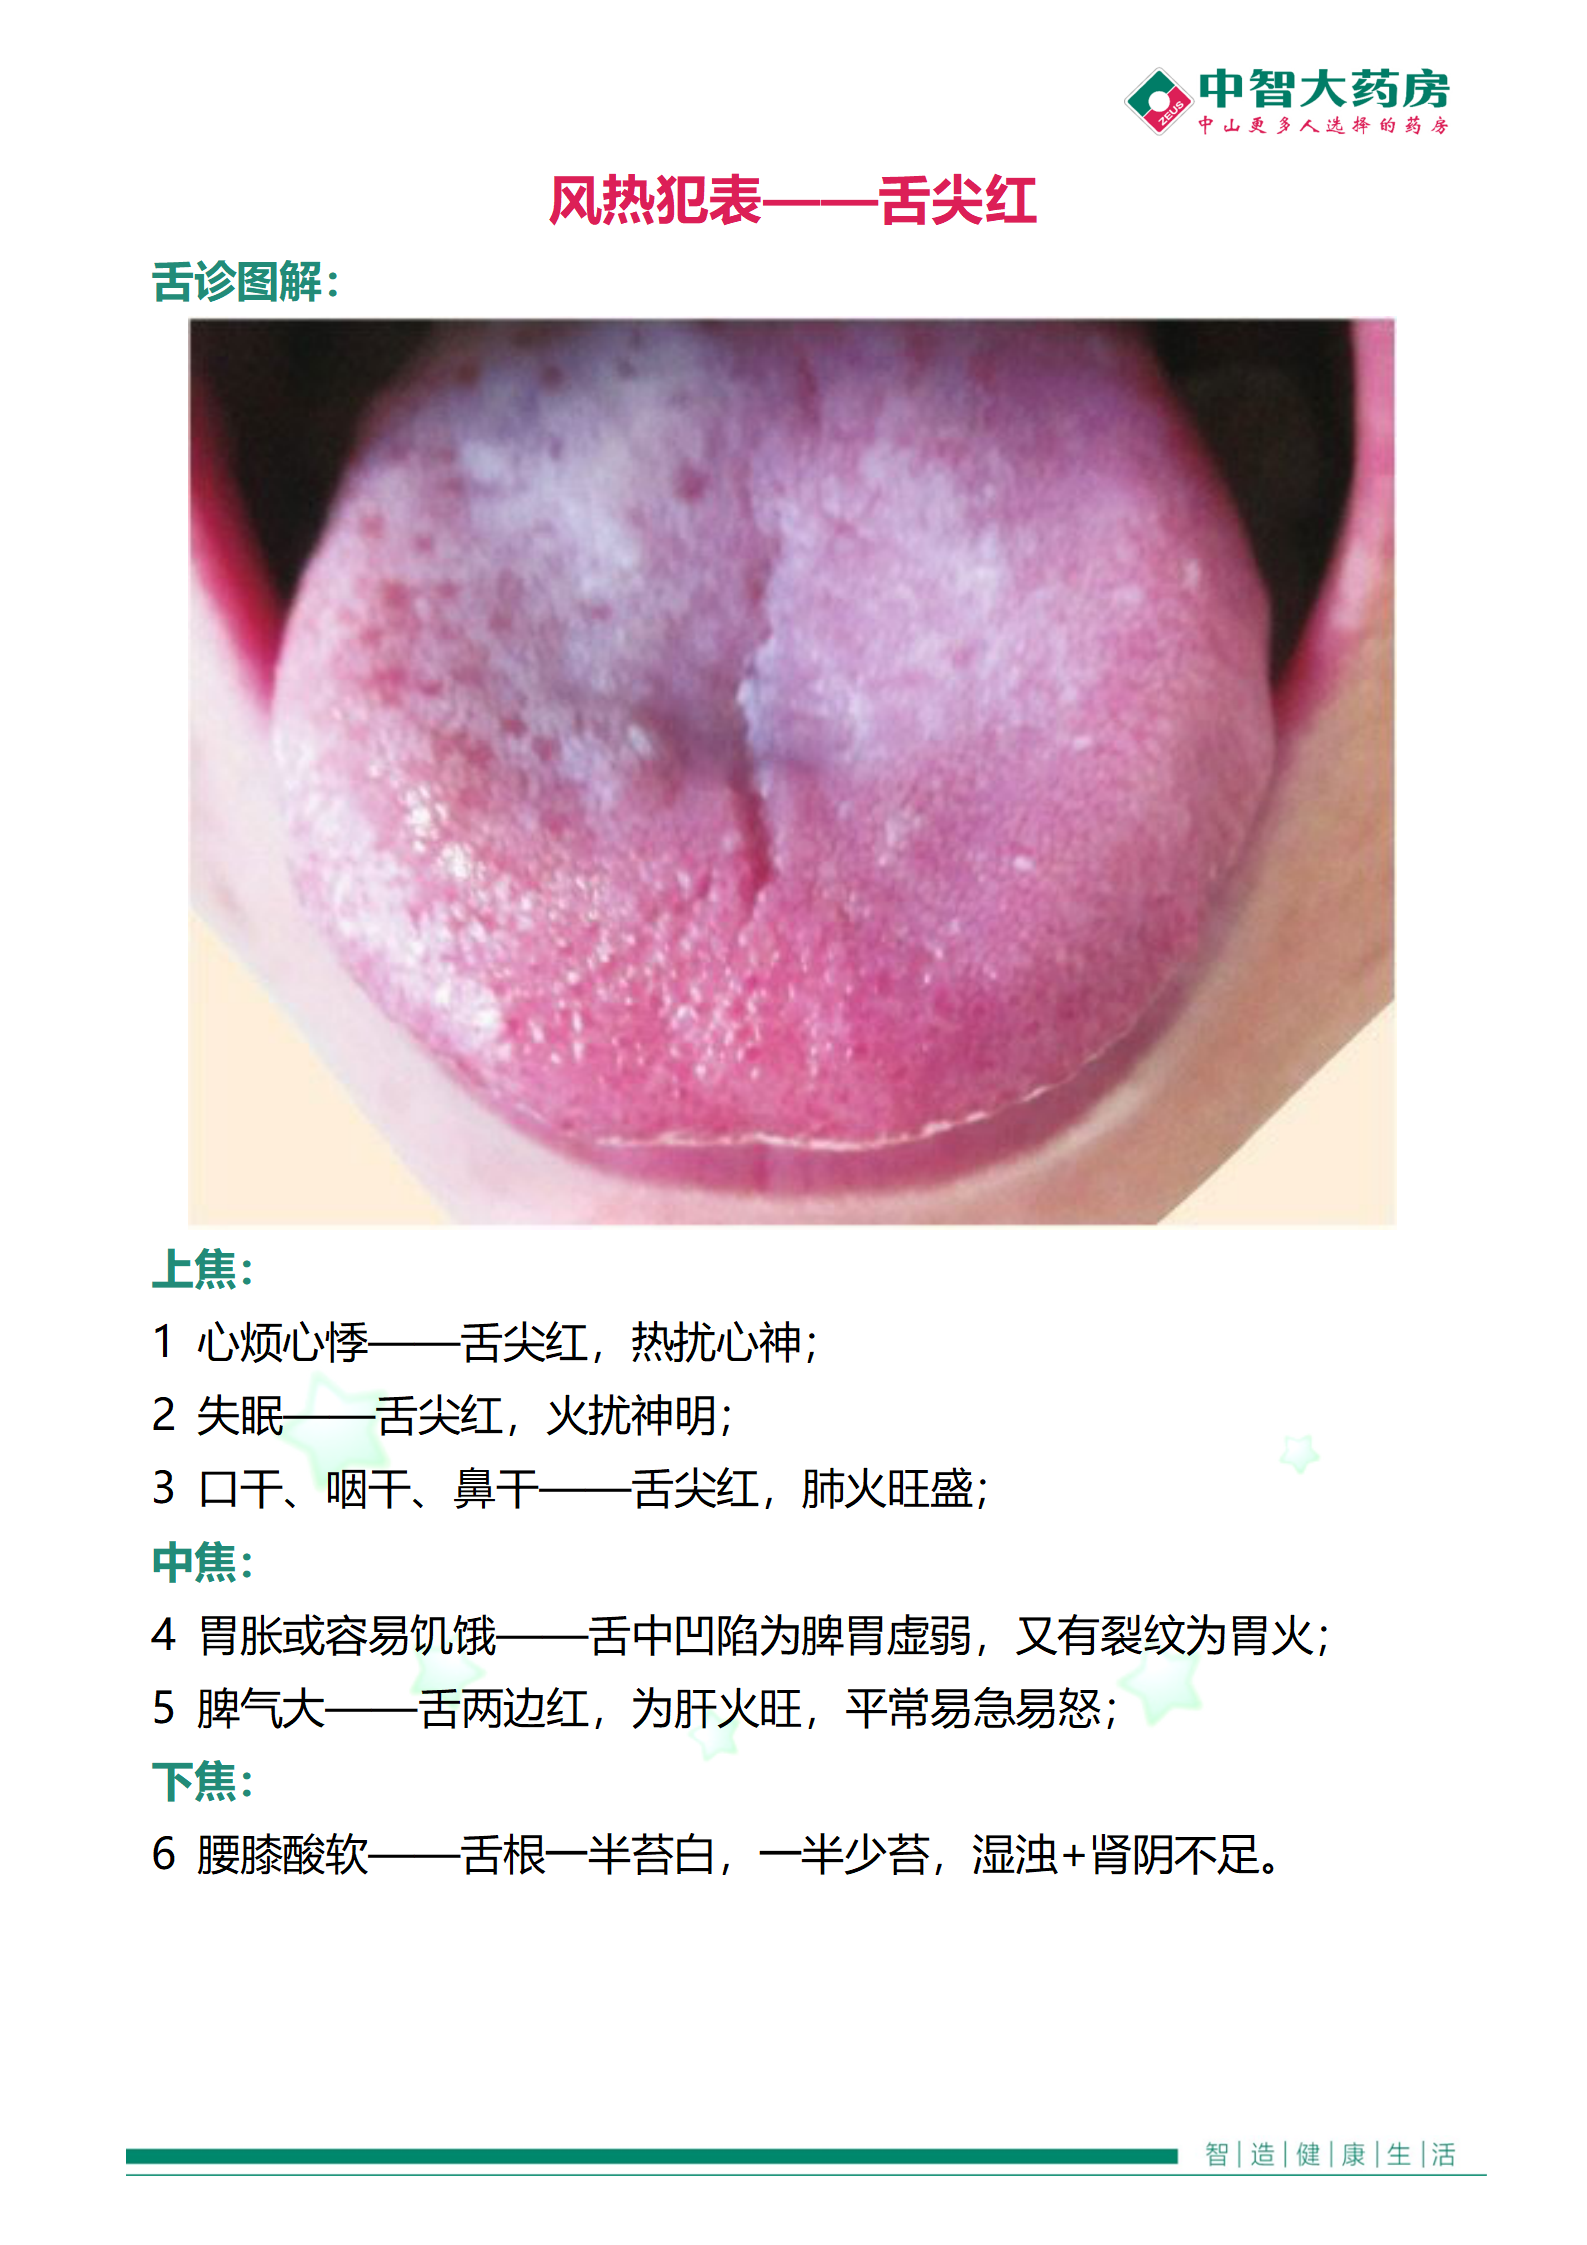 中智大药房
ZEUS
中山更多人选择的药房
风热犯表——舌尖红
舌诊图解：
上焦：
1 心烦心悸——舌尖红，热扰心神；
2 失眠——舌尖红，火扰神明；
3 口干、咽干、鼻干——舌尖红，肺火旺盛；
中焦：
4 胃胀或容易饥饿——舌中凹陷为脾胃虚弱，又有裂纹为胃火；
5 脾气大——舌两边红，为肝火旺，平常易急易怒；
下焦：
6 腰膝酸软——舌根一半苔白，一半少苔，湿浊+肾阴不足。
智|造|健|康|生|活